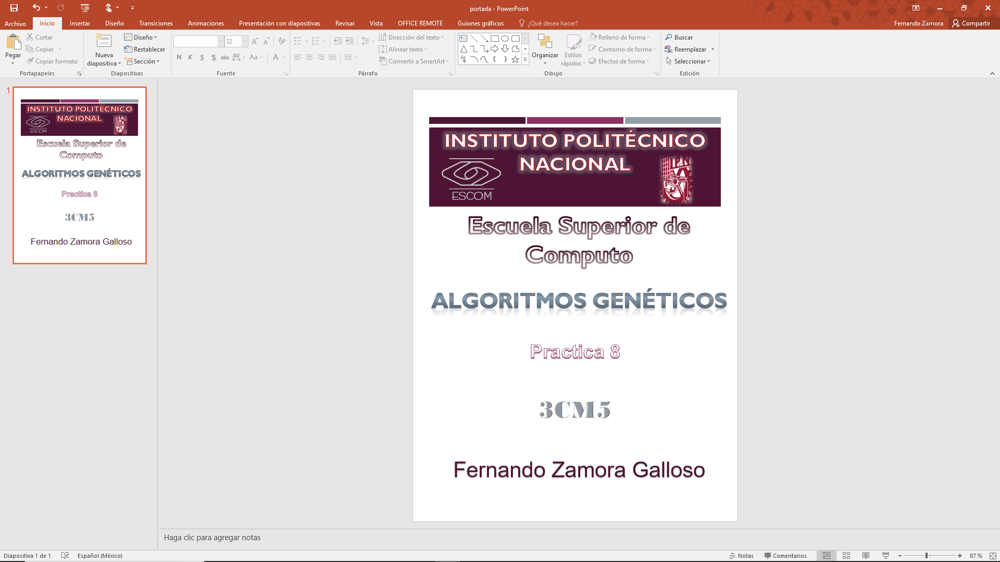 portada - PowerPoint
Archivo
Inicio
Insertar
Diseño
Transiciones
Animaciones
Presentación con diapositivas
Revisar
Vista
OFFICE REMOTE
Guiones gráficos
¿Qué desea hacer?
Fernando Zamora
Compartir
Pegar
Cortar
Copiar
Copiar formato
Portapapeles
Nueva
diapositiva
Diseño
Restablecer
Sección
Diapositivas
32
N K S S abc AV Aa A
Fuente
Dirección del texto
Alinear texto
Convertir a SmartArt
Párrafo
Organizar
Estilos
rápidos
Relleno de forma
Contorno de forma
Efectos de forma
Dibujo
Buscar
Reemplazar
Seleccionar
Edición
1
INSTITUTO POLITÉCNICO
NACIONAL
ESCOM
Escuela Superior de
Computo
ALGORITMOS GENÉTICOS
Practica 8
3CM5
Fernando Zamora Galloso
INSTITUTO POLITÉCNICO
NACIONAL
ESCOM
Escuela Superior de
Computo
ALGORITMOS GENÉTICOS
Practica 8
3CM5
Fernando Zamora Galloso
Haga clic para agregar notas
Diapositiva 1 de 1
Español (México)
Notas
Comentarios
87 %